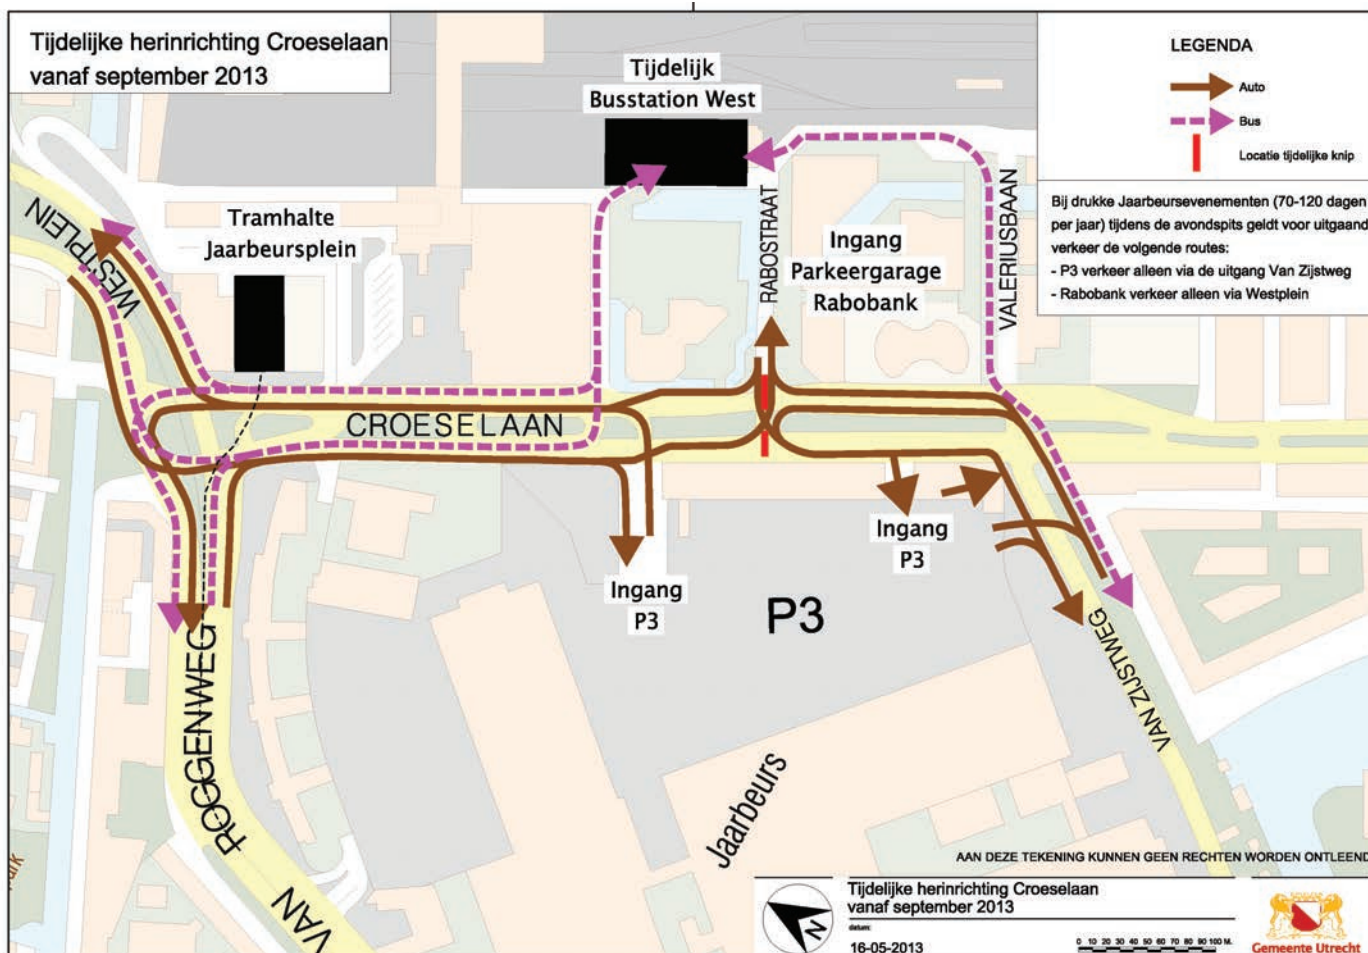 Tijdelijke herinrichting Croeselaan
vanaf september 2013
Tijdelijk
Busstation West
LEGENDA
Auto
Bus
Locatie tijdelijke knip
Bij drukke Jaarbeursevenementen (70-120 dagen
per jaar) tijdens de avondspits geldt voor uitgaand
verkeer de volgende routes:
- P3 verkeer alleen via de uitgang Van Zijstweg
- Rabobank verkeer alleen via Westplein
WESTPLEIN
Tramhalte
Jaarbeursplein
RABOSTRAAT
Ingang
Parkeergarage
Rabobank
VALERIUSBAAN
CROESELAAN
Ingang
P3
Ingang
P3
P3
VAN ZIJSTWEG
ROGGENWEG
VAN
Jaarbeurs
AAN DEZE TEKENING KUNNEN GEEN RECHTEN WORDEN ONTLEEND
N
Tijdelijke herinrichting Croeselaan
vanaf september 2013
datum:
16-05-2013
0 10 20 30 40 50 60 70 80 90 100 M.
Gemeente Utrecht